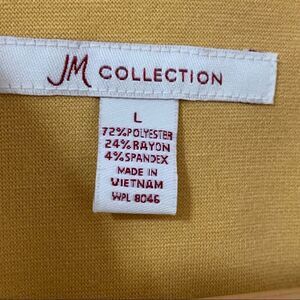 JM COLLECTION
L
72%POLYESTER
24%RAYON
4%SPANDEX
MADE IN
VIETNAM
WPL 8046